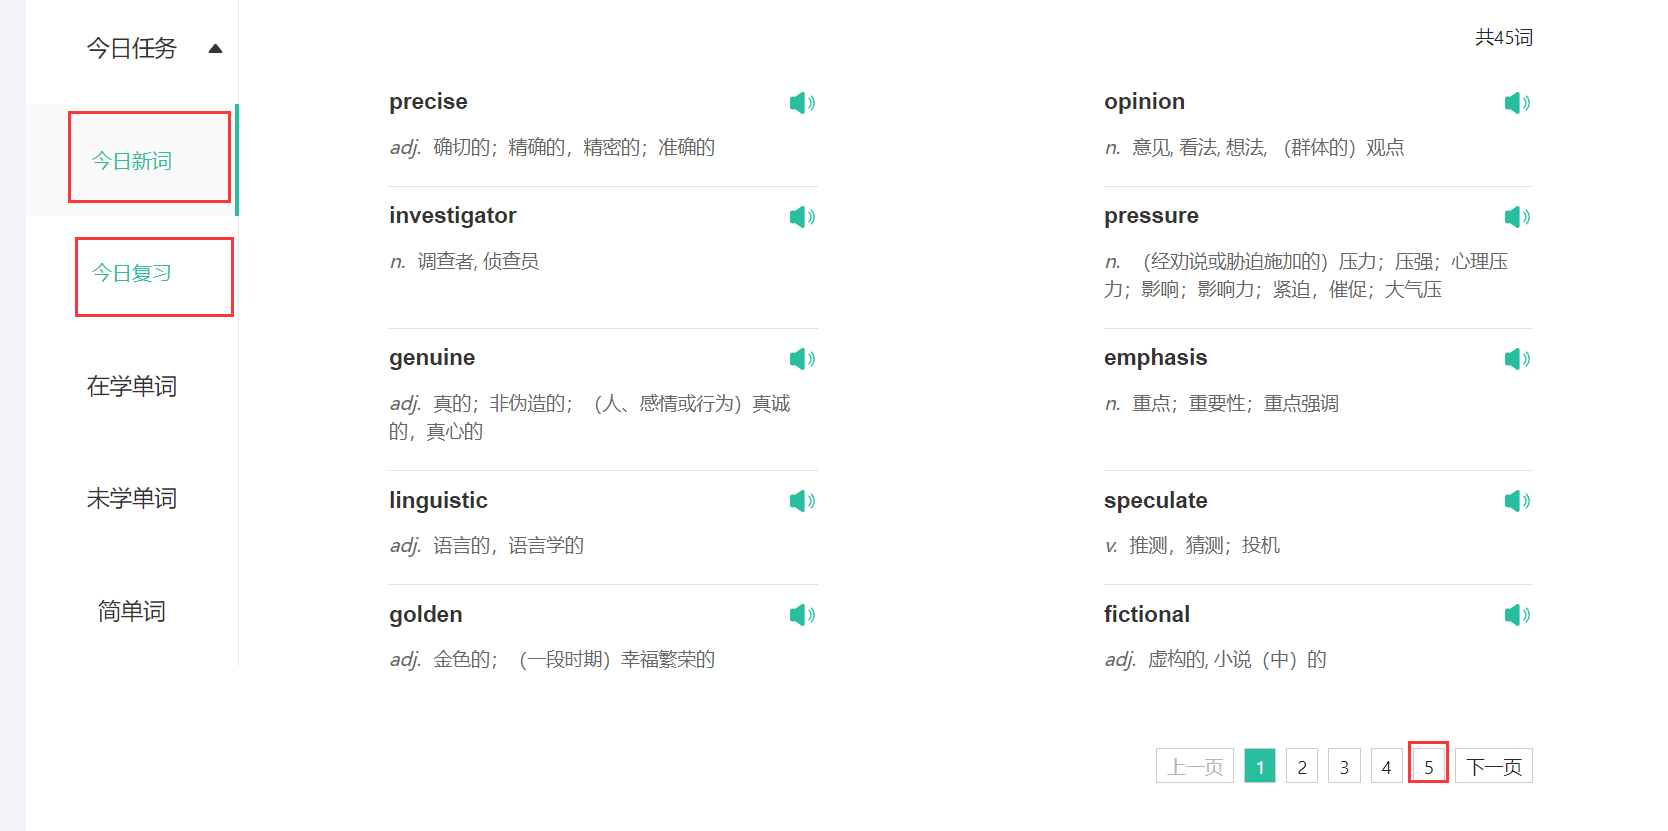 今日任务
今日新词
今日复习
在学单词
未学单词
简单词
共45词
precise
adj. 确切的；精确的，精密的；准确的
opinion
n. 意见, 看法, 想法, （群体的）观点
investigator
n. 调查者, 侦查员
pressure
n. （经劝说或胁迫施加的）压力；压强；心理压
力；影响；影响力；紧迫，催促；大气压
genuine
adj. 真的；非伪造的；（人、感情或行为）真诚
的，真心的
emphasis
n. 重点；重要性；重点强调
linguistic
adj. 语言的，语言学的
speculate
v. 推测，猜测；投机
golden
adj. 金色的；（一段时期）幸福繁荣的
fictional
adj. 虚构的, 小说（中）的
上一页 1 2 3 4 5 下一页